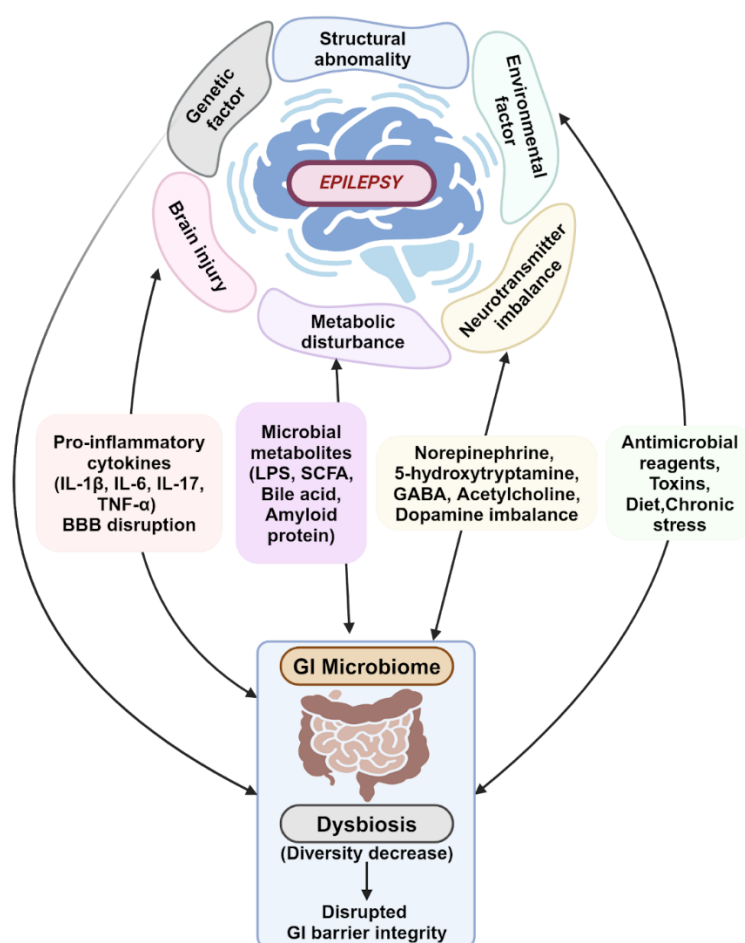 Structural
abnomality
Genetic
factor
Environmental
factor
EPILEPSY
Brain injury
Neurotransmitter
imbalance
Metabolic
disturbance
Pro-inflammatory
cytokines
(IL-1β, IL-6, IL-17,
TNF-α)
BBB disruption
Microbial
metabolites
(LPS, SCFA,
Bile acid,
Amyloid
protein)
Norepinephrine,
5-hydroxytryptamine,
GABA, Acetylcholine,
Dopamine imbalance
Antimicrobial
reagents,
Toxins,
Diet,Chronic
stress
GI Microbiome
Dysbiosis
(Diversity decrease)
Disrupted
GI barrier integrity